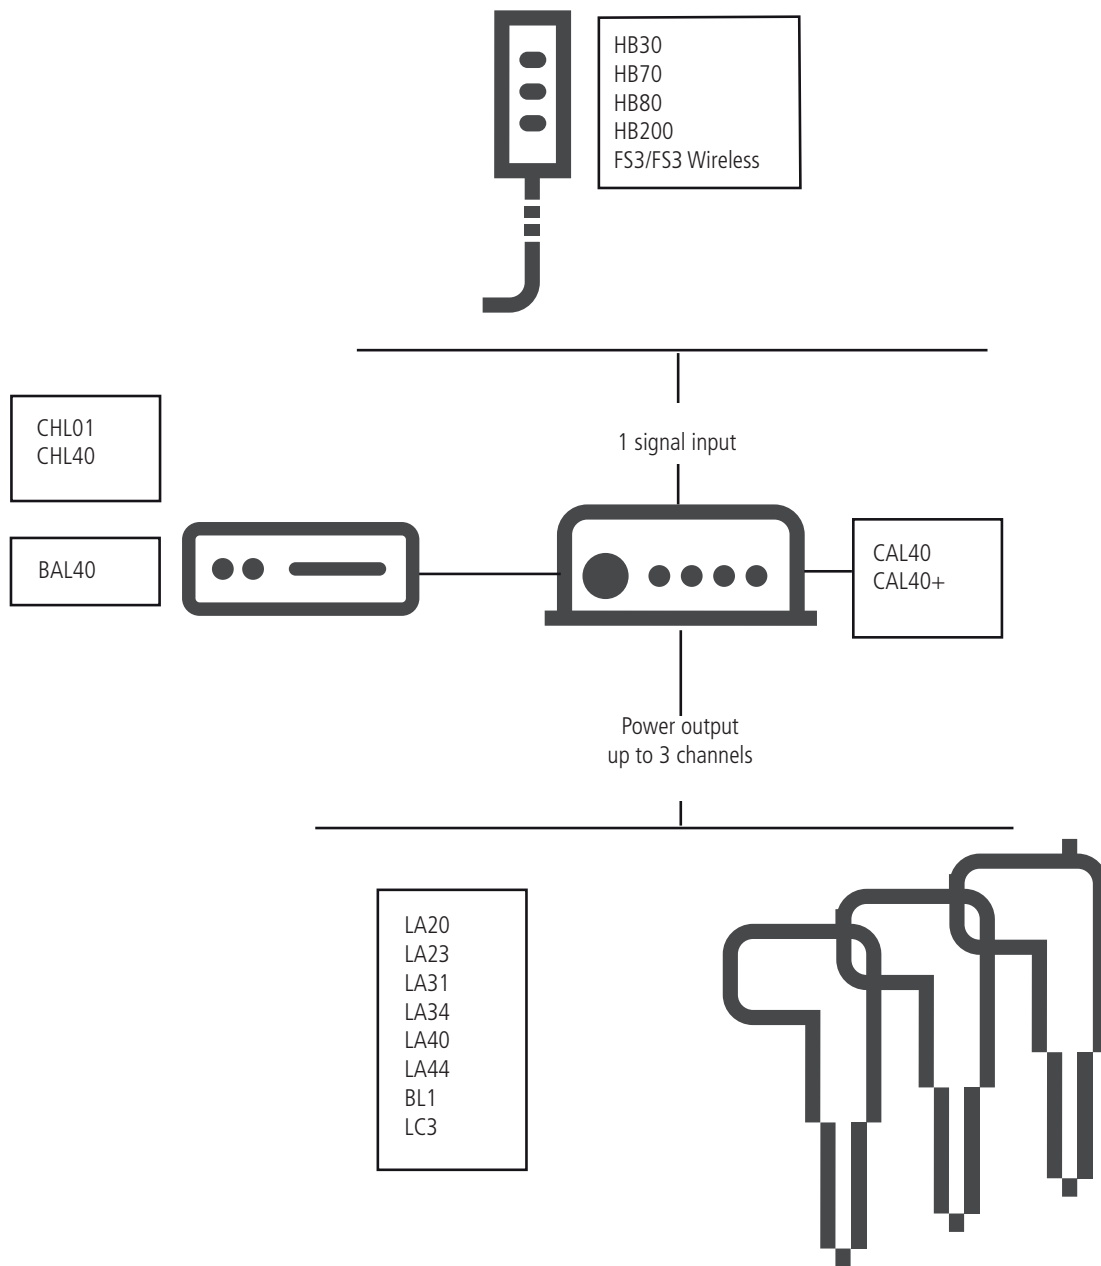 HB30
HB70
HB80
HB200
FS3/FS3 Wireless
1 signal input
CHL01
CHL40
BAL40
CAL40
CAL40+
Power output
up to 3 channels
LA20
LA23
LA31
LA34
LA40
LA44
BL1
LC3